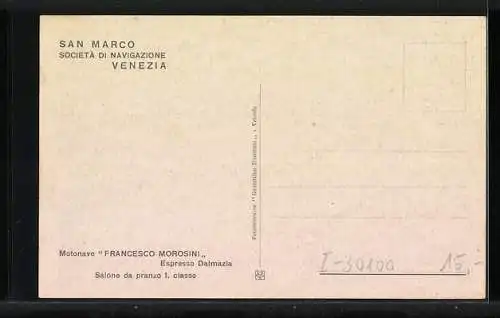 SAN MARCO
SOCIETÀ DI NAVIGAZIONE
VENEZIA
Motonave "FRANCESCO MOROSINI„
Espresso Dalmazia
Salone da pranzo I. classe
I-30100
15,-